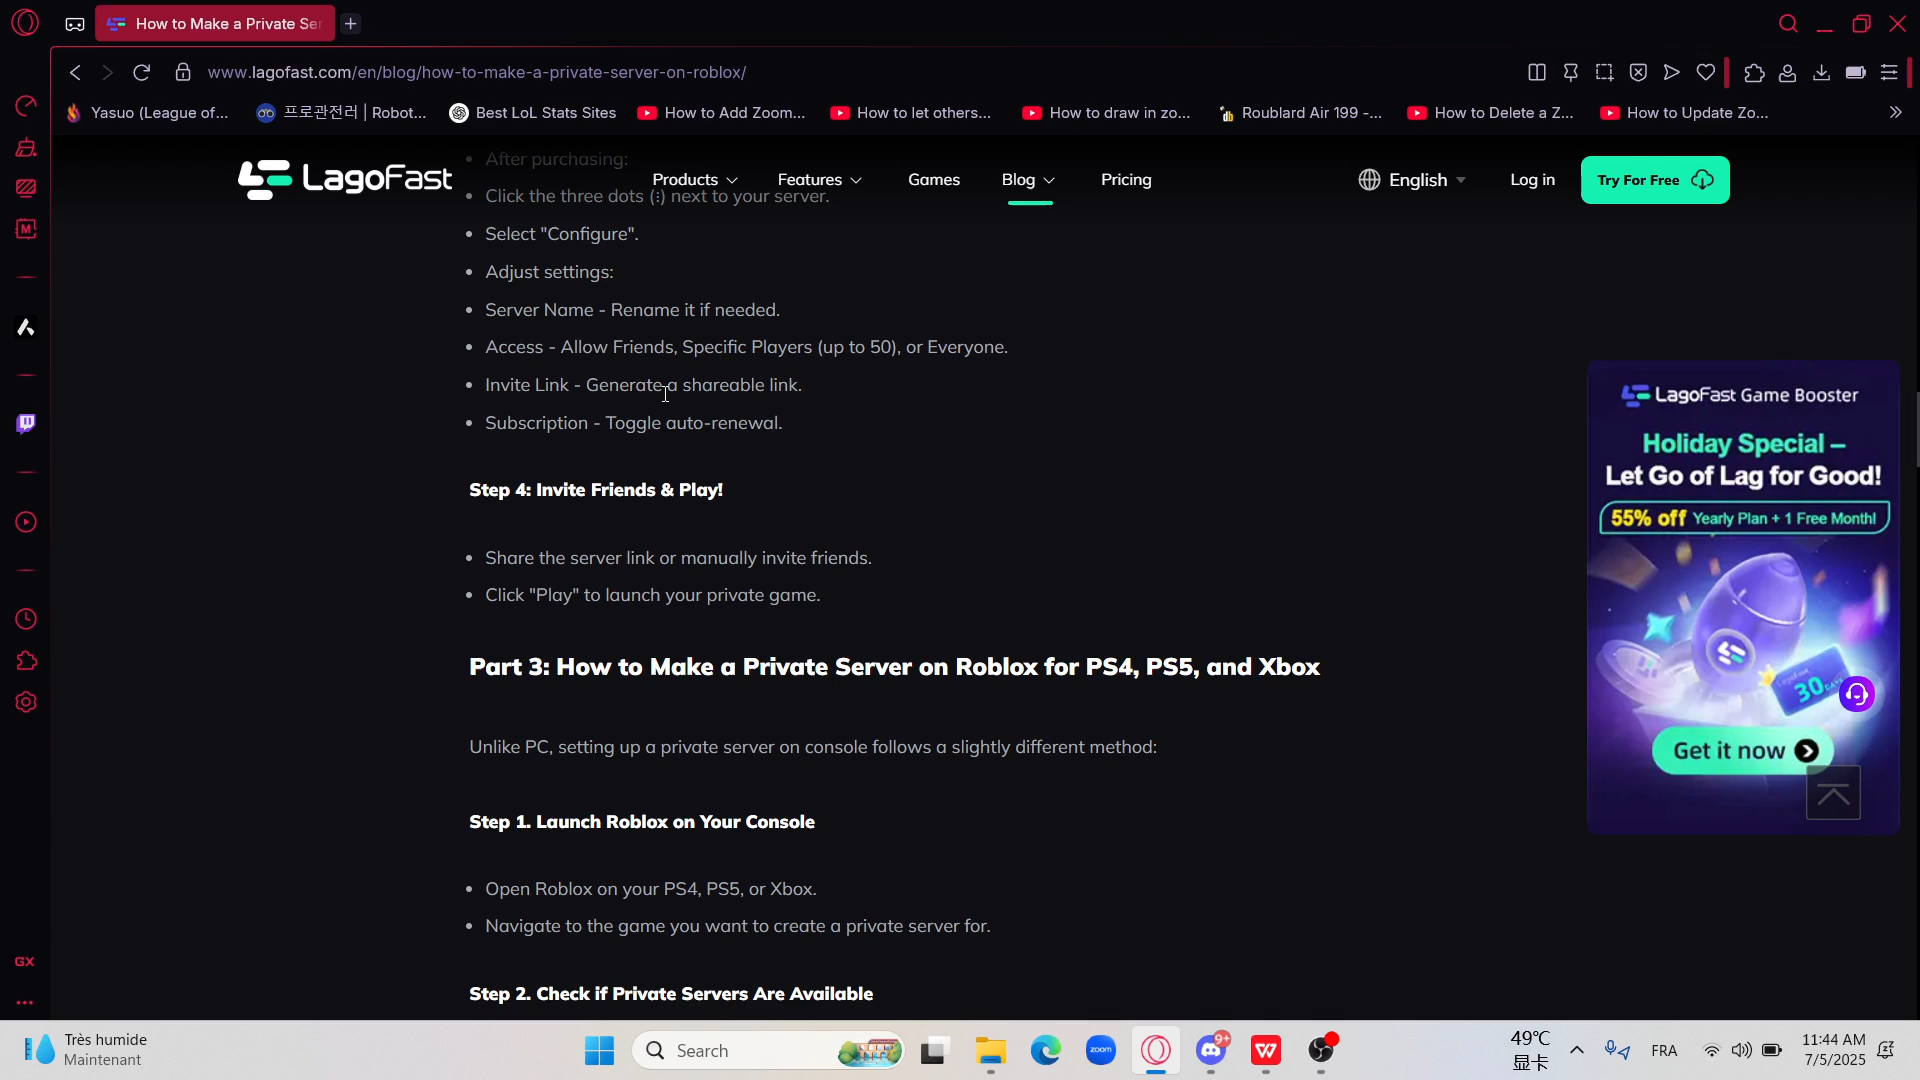 How to Make a Private Ser
www.lagofast.com/en/blog/how-to-make-a-private-server-on-roblox/
Yasuo (League of...
프로관전러 | Robot...
Best LoL Stats Sites
How to Add Zoom...
How to let others...
How to draw in zo...
Roublard Air 199 -...
How to Delete a Z...
How to Update Zo...
LagoFast
Products
Features
Games
Blog
Pricing
English
Log in
Try For Free
• After purchasing:
• Click the three dots (⋮) next to your server.
• Select "Configure".
• Adjust settings:
• Server Name - Rename it if needed.
• Access - Allow Friends, Specific Players (up to 50), or Everyone.
• Invite Link - Generate a shareable link.
• Subscription - Toggle auto-renewal.
Step 4: Invite Friends & Play!
• Share the server link or manually invite friends.
• Click "Play" to launch your private game.
Part 3: How to Make a Private Server on Roblox for PS4, PS5, and Xbox
Unlike PC, setting up a private server on console follows a slightly different method:
Step 1. Launch Roblox on Your Console
• Open Roblox on your PS4, PS5, or Xbox.
• Navigate to the game you want to create a private server for.
Step 2. Check if Private Servers Are Available
LagoFast Game Booster
Holiday Special –
Let Go of Lag for Good!
55% off Yearly Plan + 1 Free Month!
30 DAYS
Get it now
M
GX
Très humide
Maintenant
Search
zoom
9+
W
49℃
显卡
FRA
11:44 AM
7/5/2025